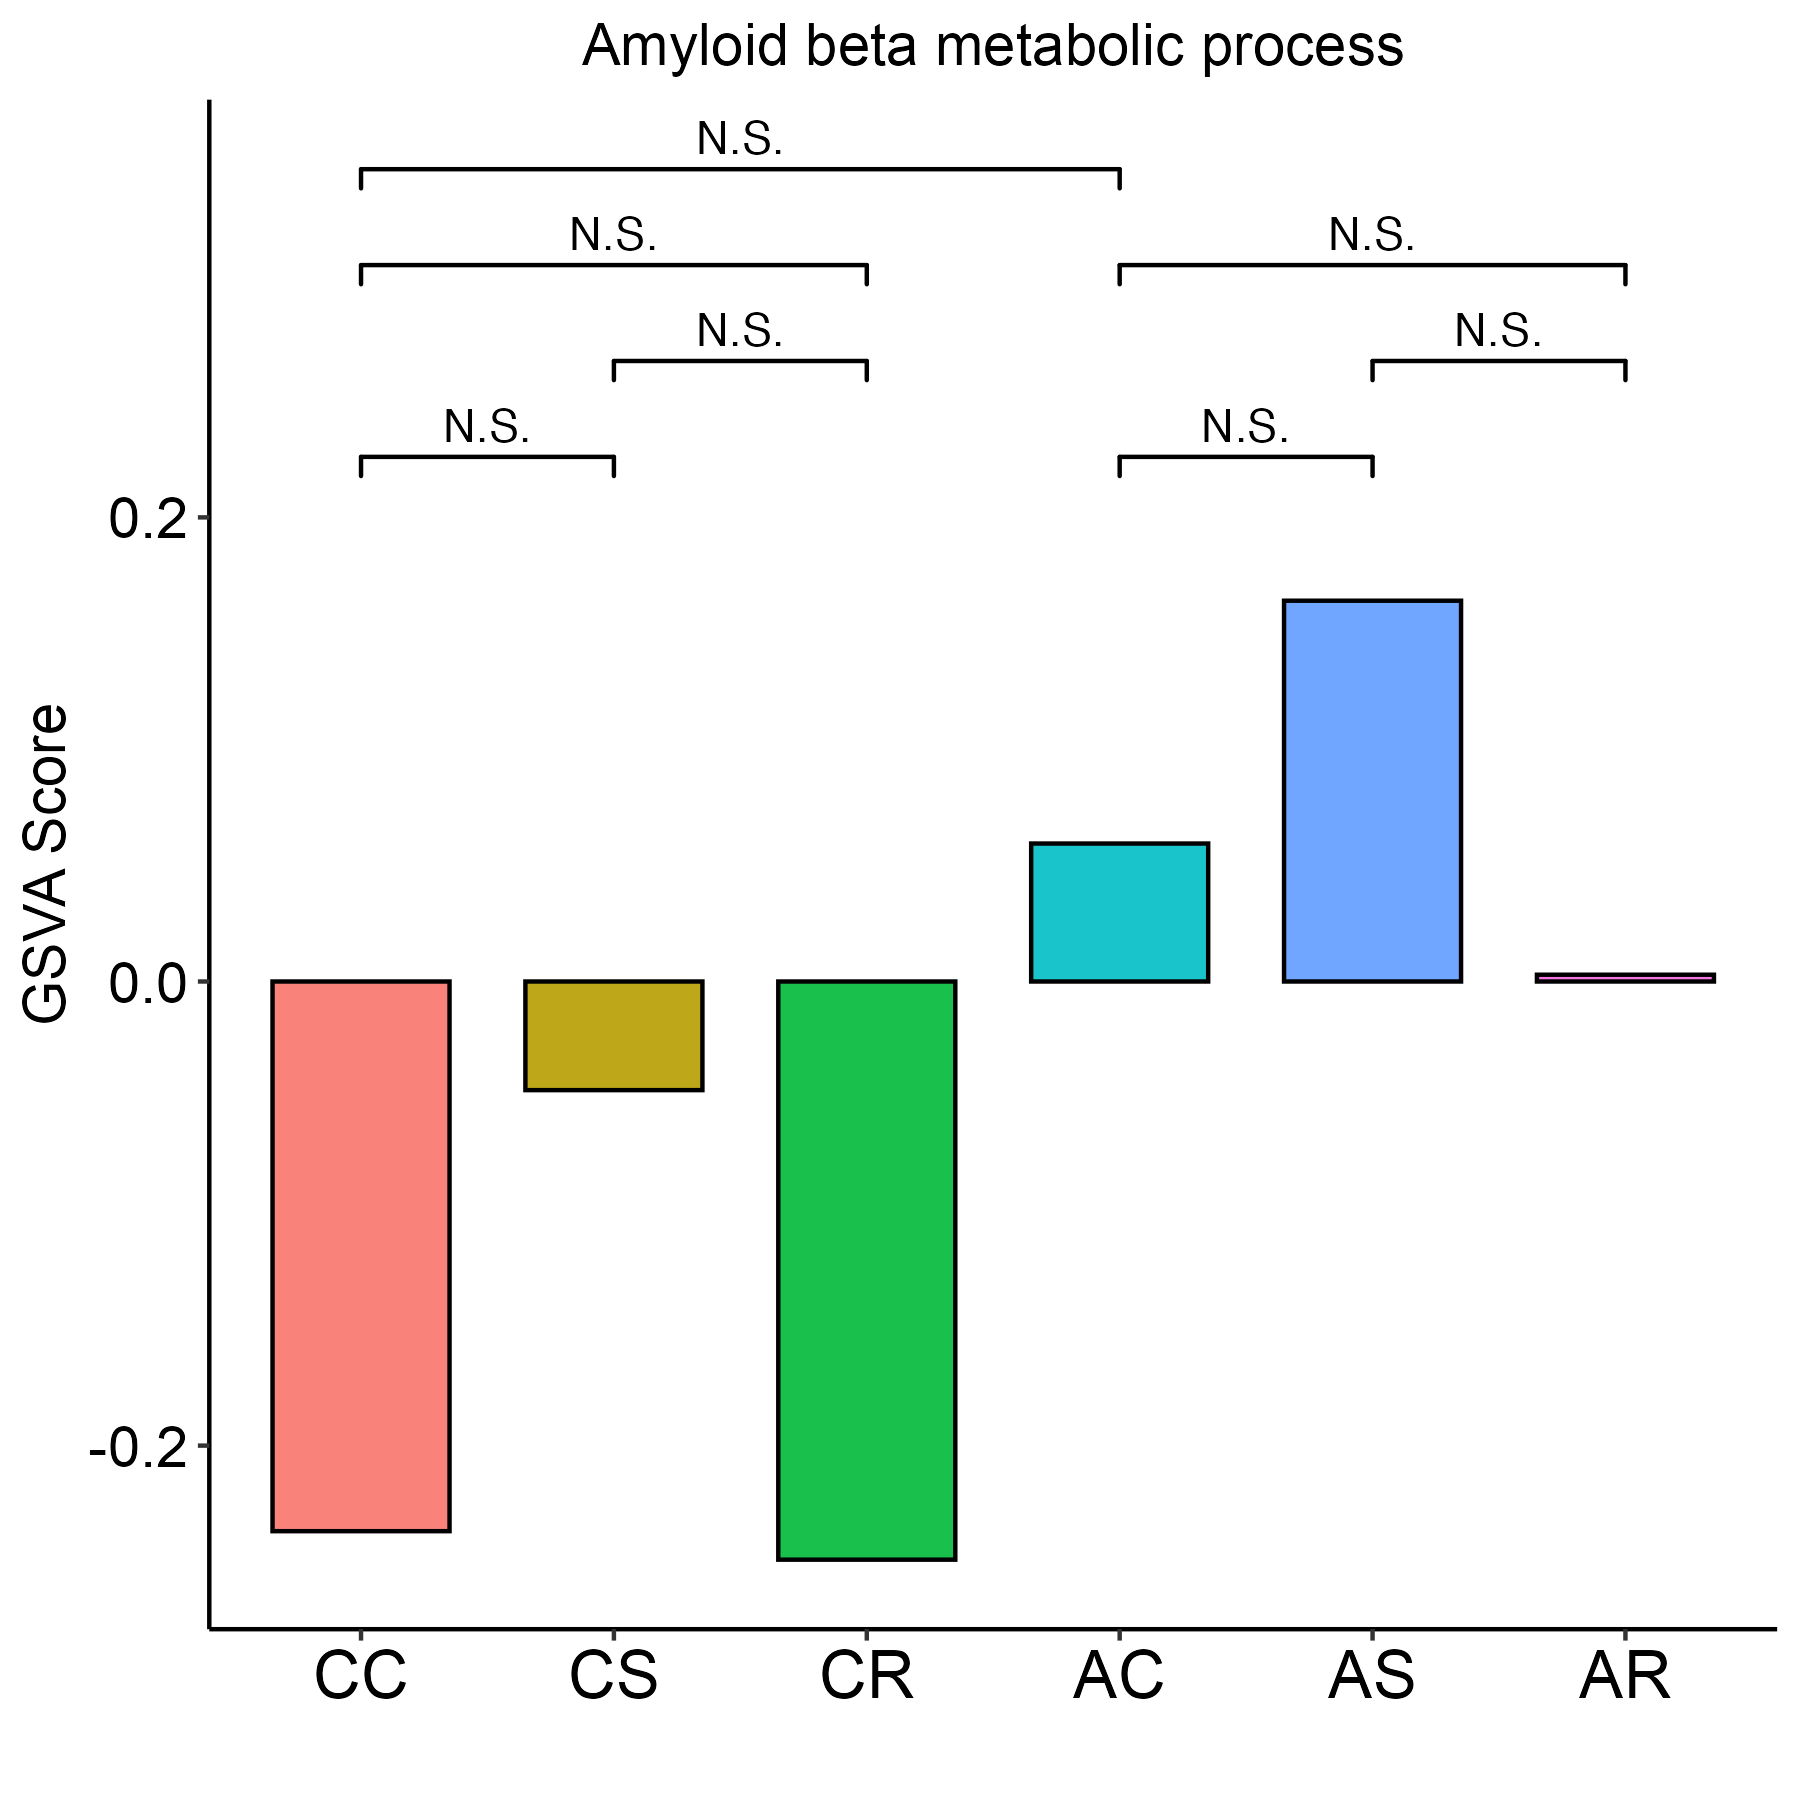 Amyloid beta metabolic process
N.S.
N.S. N.S.
N.S. N.S.
N.S. N.S.
0.2
0.0
-0.2
GSVA Score
CC CS CR AC AS AR